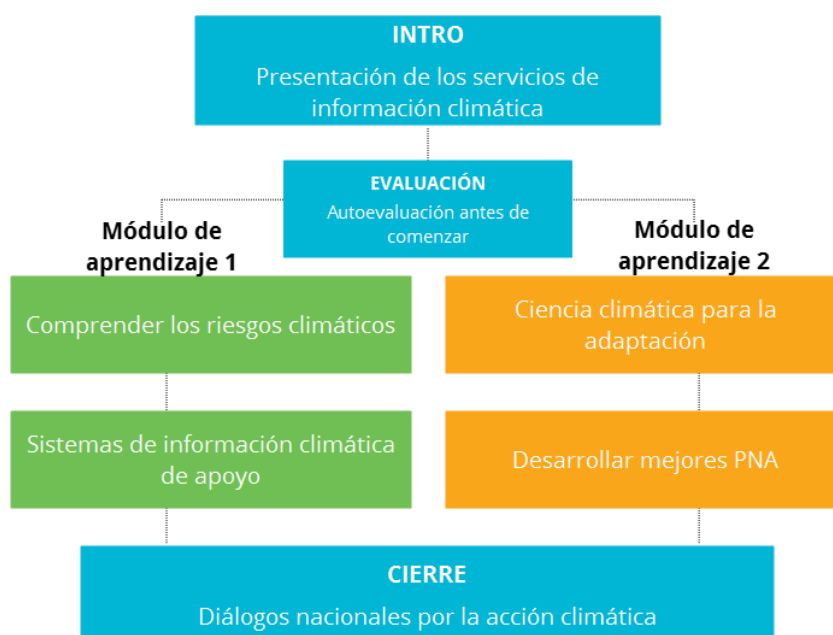 INTRO
Presentación de los servicios de
información climática
EVALUACIÓN
Autoevaluación antes de
comenzar
Módulo de
aprendizaje 1
Comprender los riesgos climáticos
Sistemas de información climática
de apoyo
Módulo de
aprendizaje 2
Ciencia climática para la
adaptación
Desarrollar mejores PNA
CIERRE
Diálogos nacionales por la acción climática